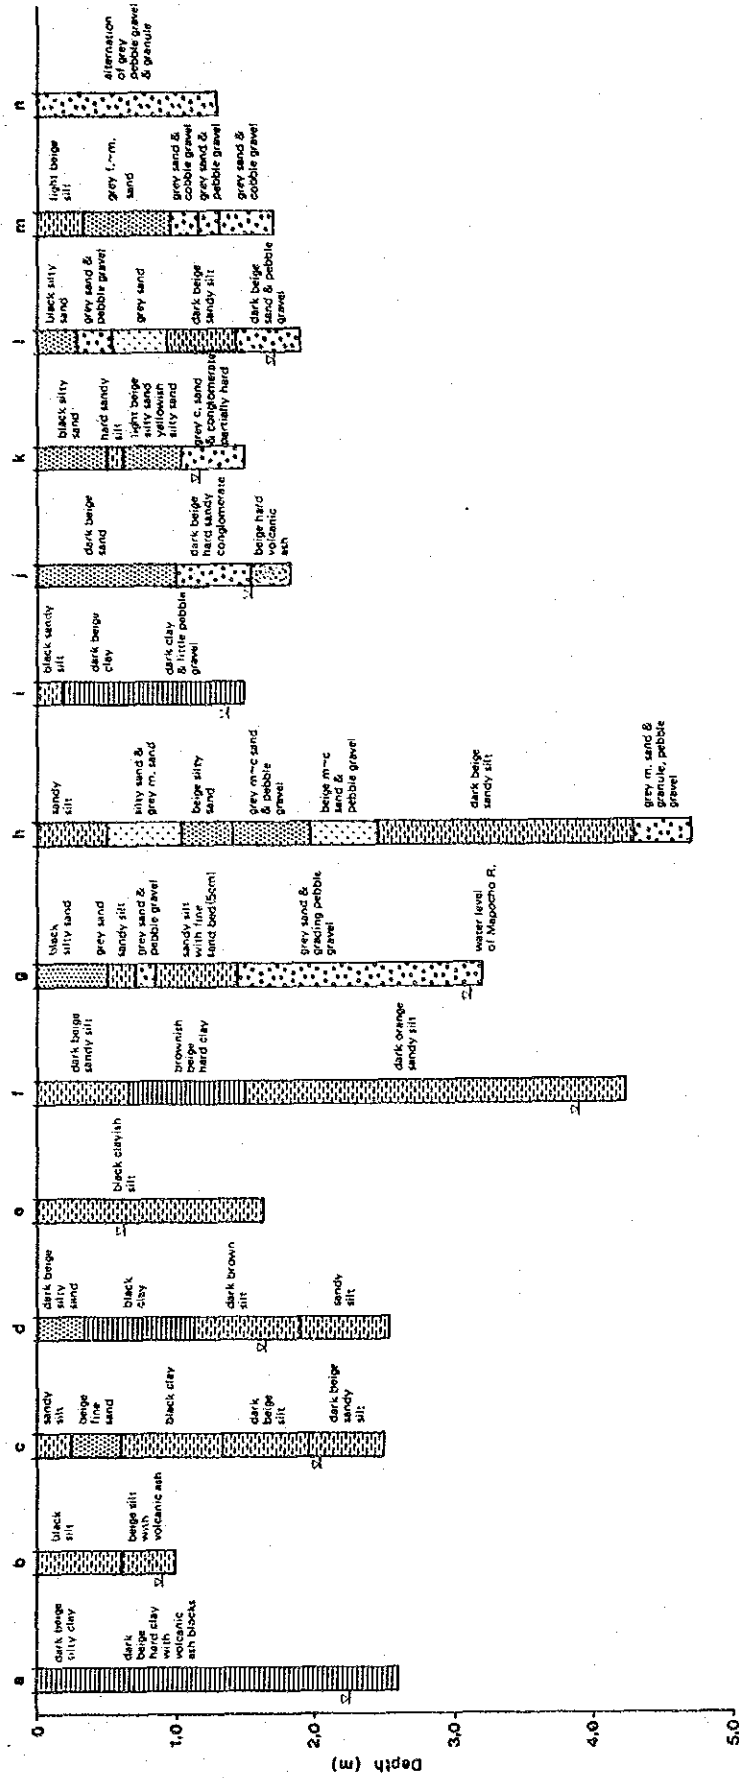 a
dark beige
silty clay
dark
beige
hard clay
with
volcanic
ash blocks
b
black
silt
beige silt
with
volcanic ash
c
sandy
silt
beige
fine
sand
black clay
dark
beige
silt
dark beige
sandy
silt
d
dark beige
silty
sand
black
clay
dark brown
silt
sandy
silt
e
black clayish
silt
f
dark beige
sandy silt
brownish
beige
hard clay
dark orange
sandy silt
g
black
silty sand
grey sand
sandy silt
grey sand &
pebble gravel
sandy silt
with fine
sand bed (5cm)
grey sand &
grading pebble
gravel
water level
of Mapocho R.
h
sandy
silt
silty sand &
grey m. sand
beige silty
sand
grey m~c sand
& pebble
gravel
beige m~c
sand &
pebble gravel
dark beige
sandy silt
grey m. sand &
granule, pebble
gravel
i
black sandy
silt
dark beige
clay
dark clay
& little pebble
gravel
j
dark beige
sand
dark beige
hard sandy
conglomerate
beige hard
volcanic
ash
k
black silty
sand
hard sandy
silt
light beige
silty sand
yellowish
silty sand
grey c. sand
& conglomerate
partially hard
l
black silty
sand
grey sand &
pebble gravel
grey sand
dark beige
sandy silt
dark beige
sand & pebble
gravel
m
light beige
silt
grey f.~m.
sand
grey sand &
cobble gravel
grey sand &
pebble gravel
grey sand &
cobble gravel
n
alternation
of grey
pebble gravel
& granule
0
1,0
2,0
3,0
4,0
5,0
Depth (m)